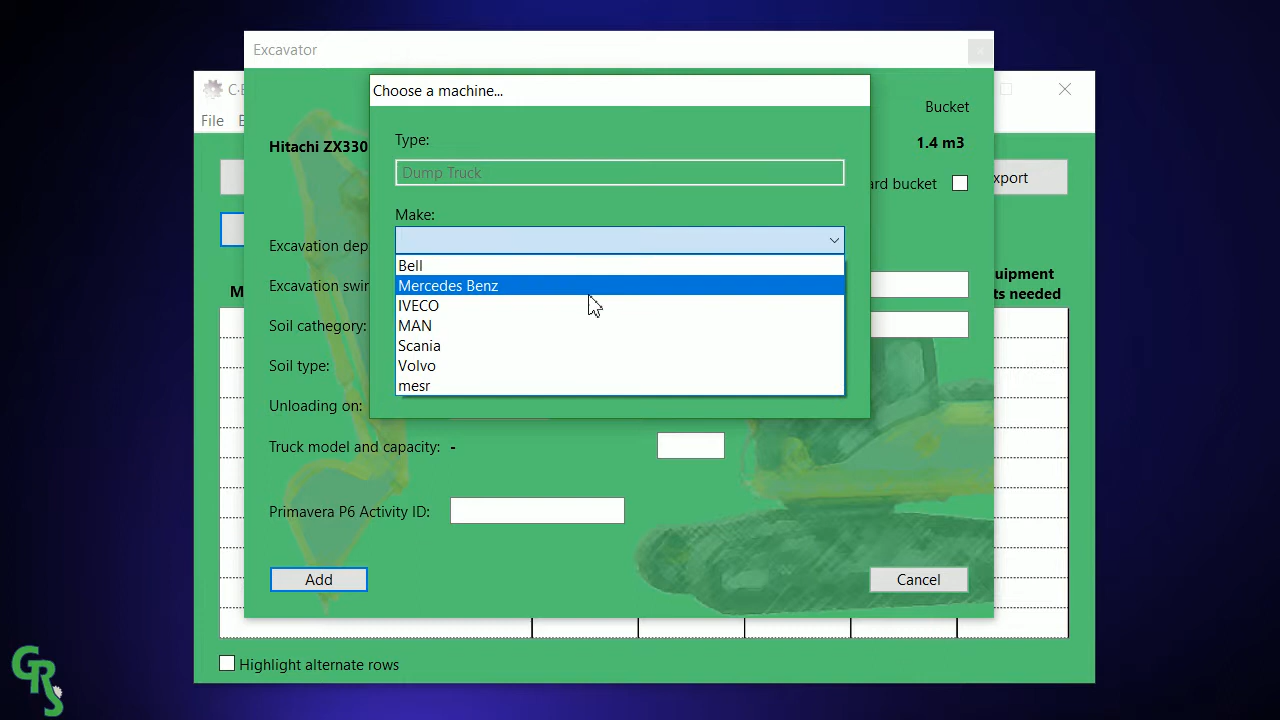 Excavator
x
Choose a machine...
File
Bucket
Type:
Hitachi ZX330
1.4 m3
Dump Truck
xport
ard bucket
Make:
Excavation dep
Bell
uipment
Excavation swin
Mercedes Benz
M
ts needed
IVECO
Soil cathegory:
MAN
Scania
Soil type:
Volvo
mesr
Unloading on:
Truck model and capacity: -
Primavera P6 Activity ID:
Add
Cancel
Highlight alternate rows
GRS